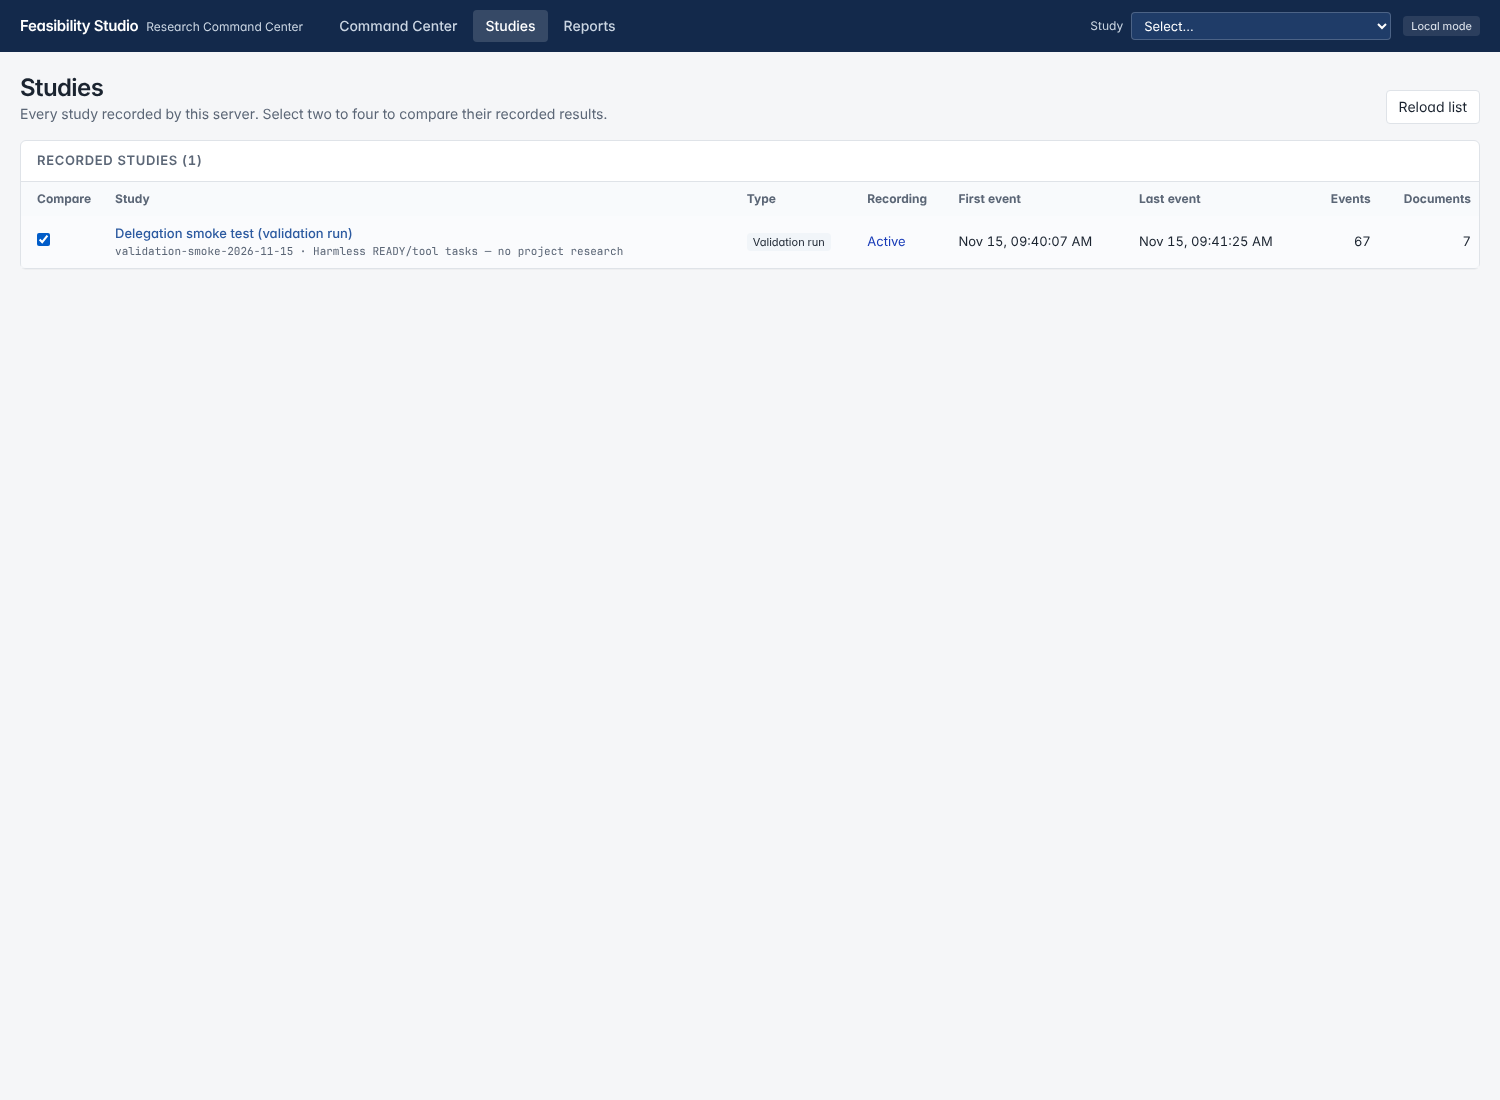 Feasibility Studio Research Command Center Command Center Studies Reports Study Select... Local mode
Studies
Every study recorded by this server. Select two to four to compare their recorded results.
Reload list
RECORDED STUDIES (1)
Compare Study Type Recording First event Last event Events Documents
Delegation smoke test (validation run)
validation-smoke-2026-11-15 · Harmless READY/tool tasks — no project research
Validation run Active Nov 15, 09:40:07 AM Nov 15, 09:41:25 AM 67 7